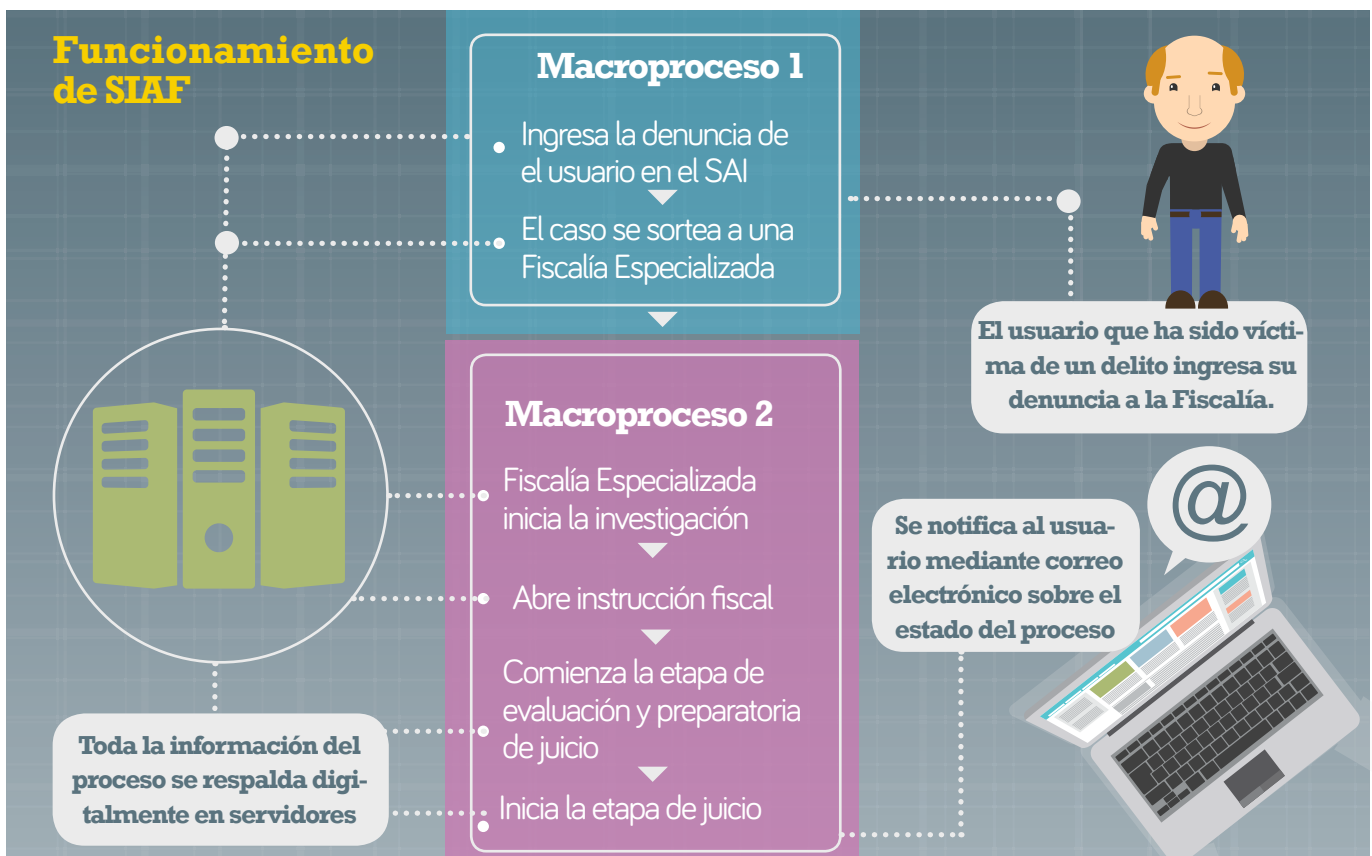 Funcionamiento
de SIAF
Macroproceso 1
Ingresa la denuncia de
el usuario en el SAI
El caso se sortea a una
Fiscalía Especializada
El usuario que ha sido vícti-
ma de un delito ingresa su
denuncia a la Fiscalía.
Macroproceso 2
Fiscalía Especializada
inicia la investigación
Abre instrucción fiscal
Comienza la etapa de
evaluación y preparatoria
de juicio
Inicia la etapa de juicio
@
Se notifica al usua-
rio mediante correo
electrónico sobre el
estado del proceso
Toda la información del
proceso se respalda digi-
talmente en servidores